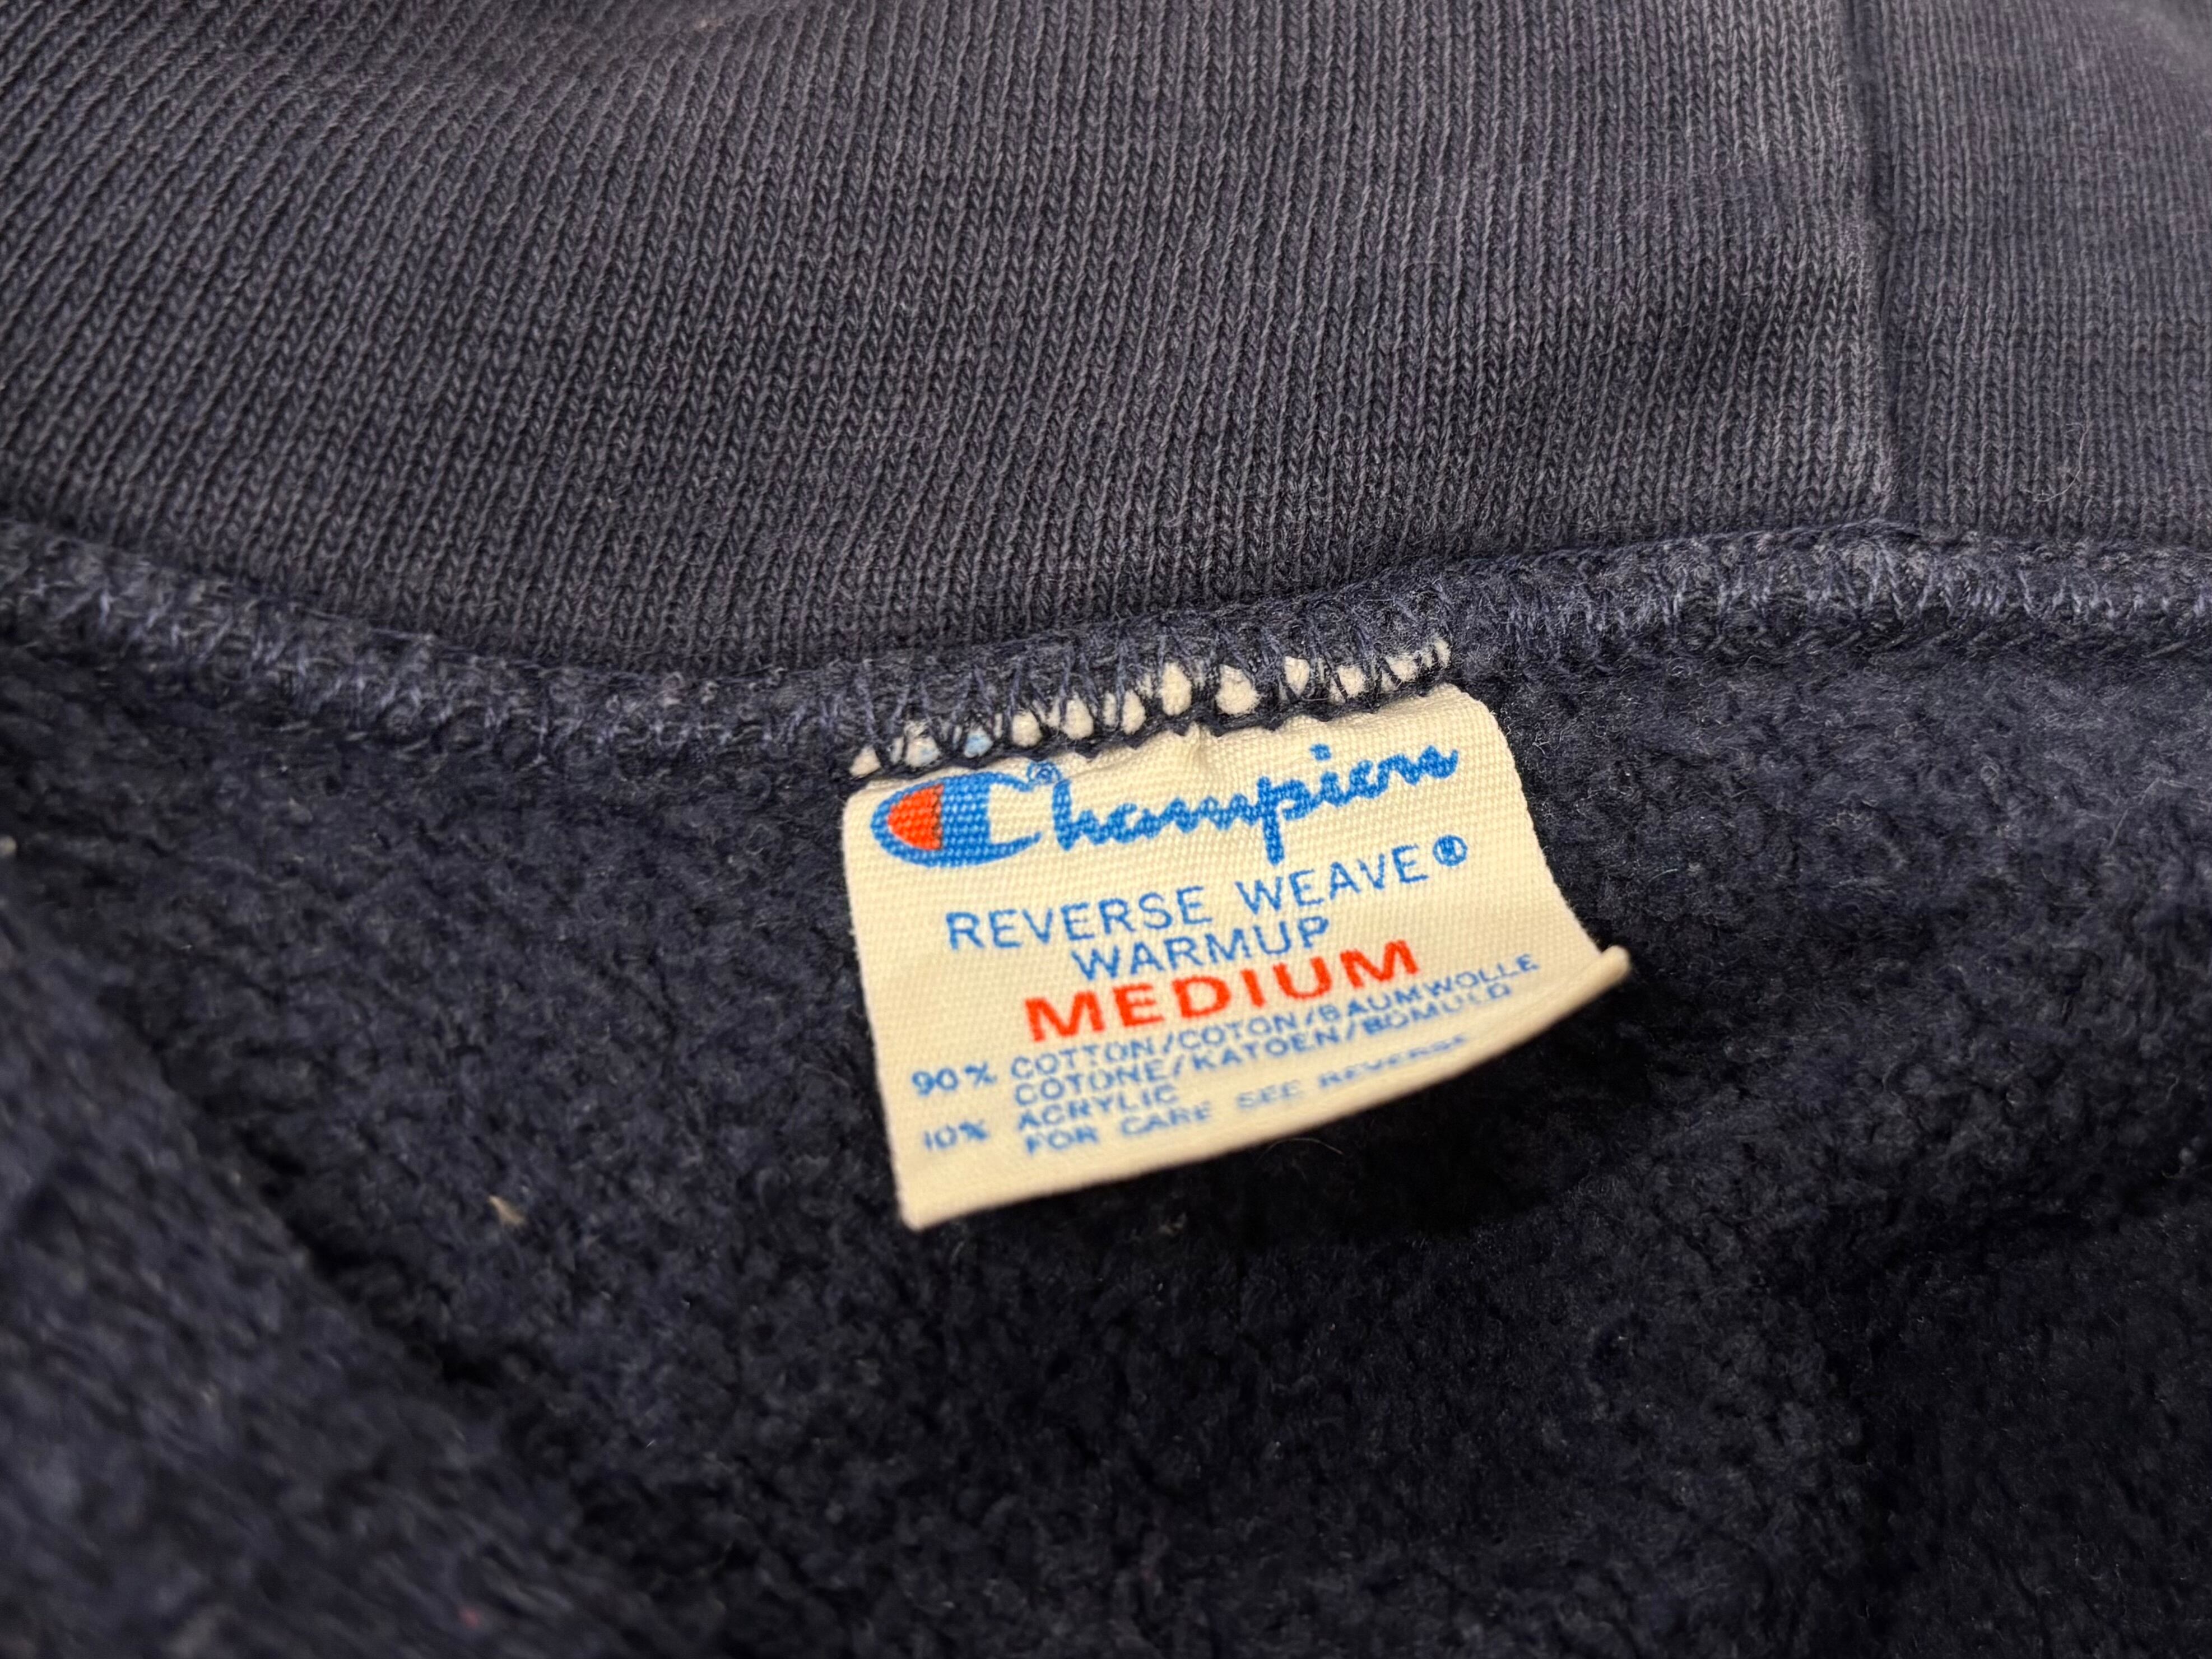 Champion®
REVERSE WEAVE®
WARMUP
MEDIUM
90% COTTON/COTON/BAUMWOLLE
COTONE/KATOEN/BOMULD
10% ACRYLIC
FOR CARE SEE REVERSE